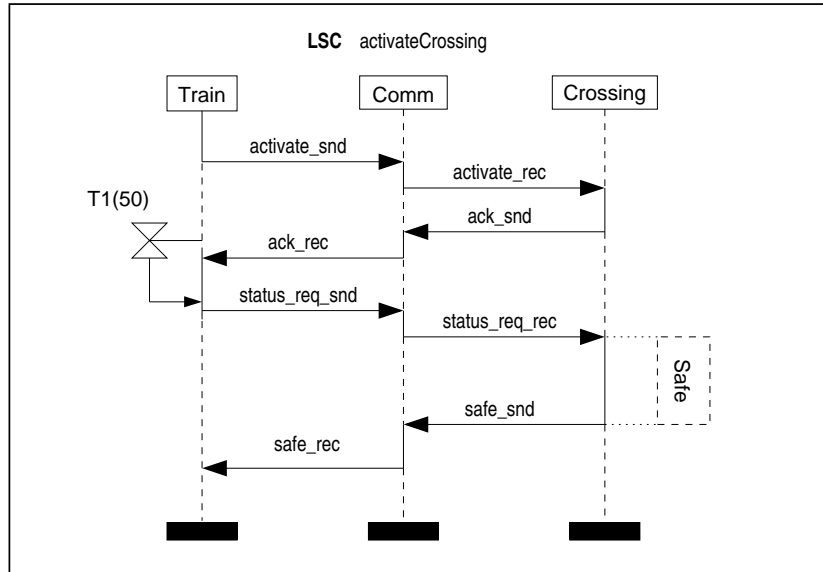 LSC activateCrossing
Train Comm Crossing
activate_snd
activate_rec
T1(50)
ack_snd
ack_rec
status_req_snd
status_req_rec
Safe
safe_snd
safe_rec